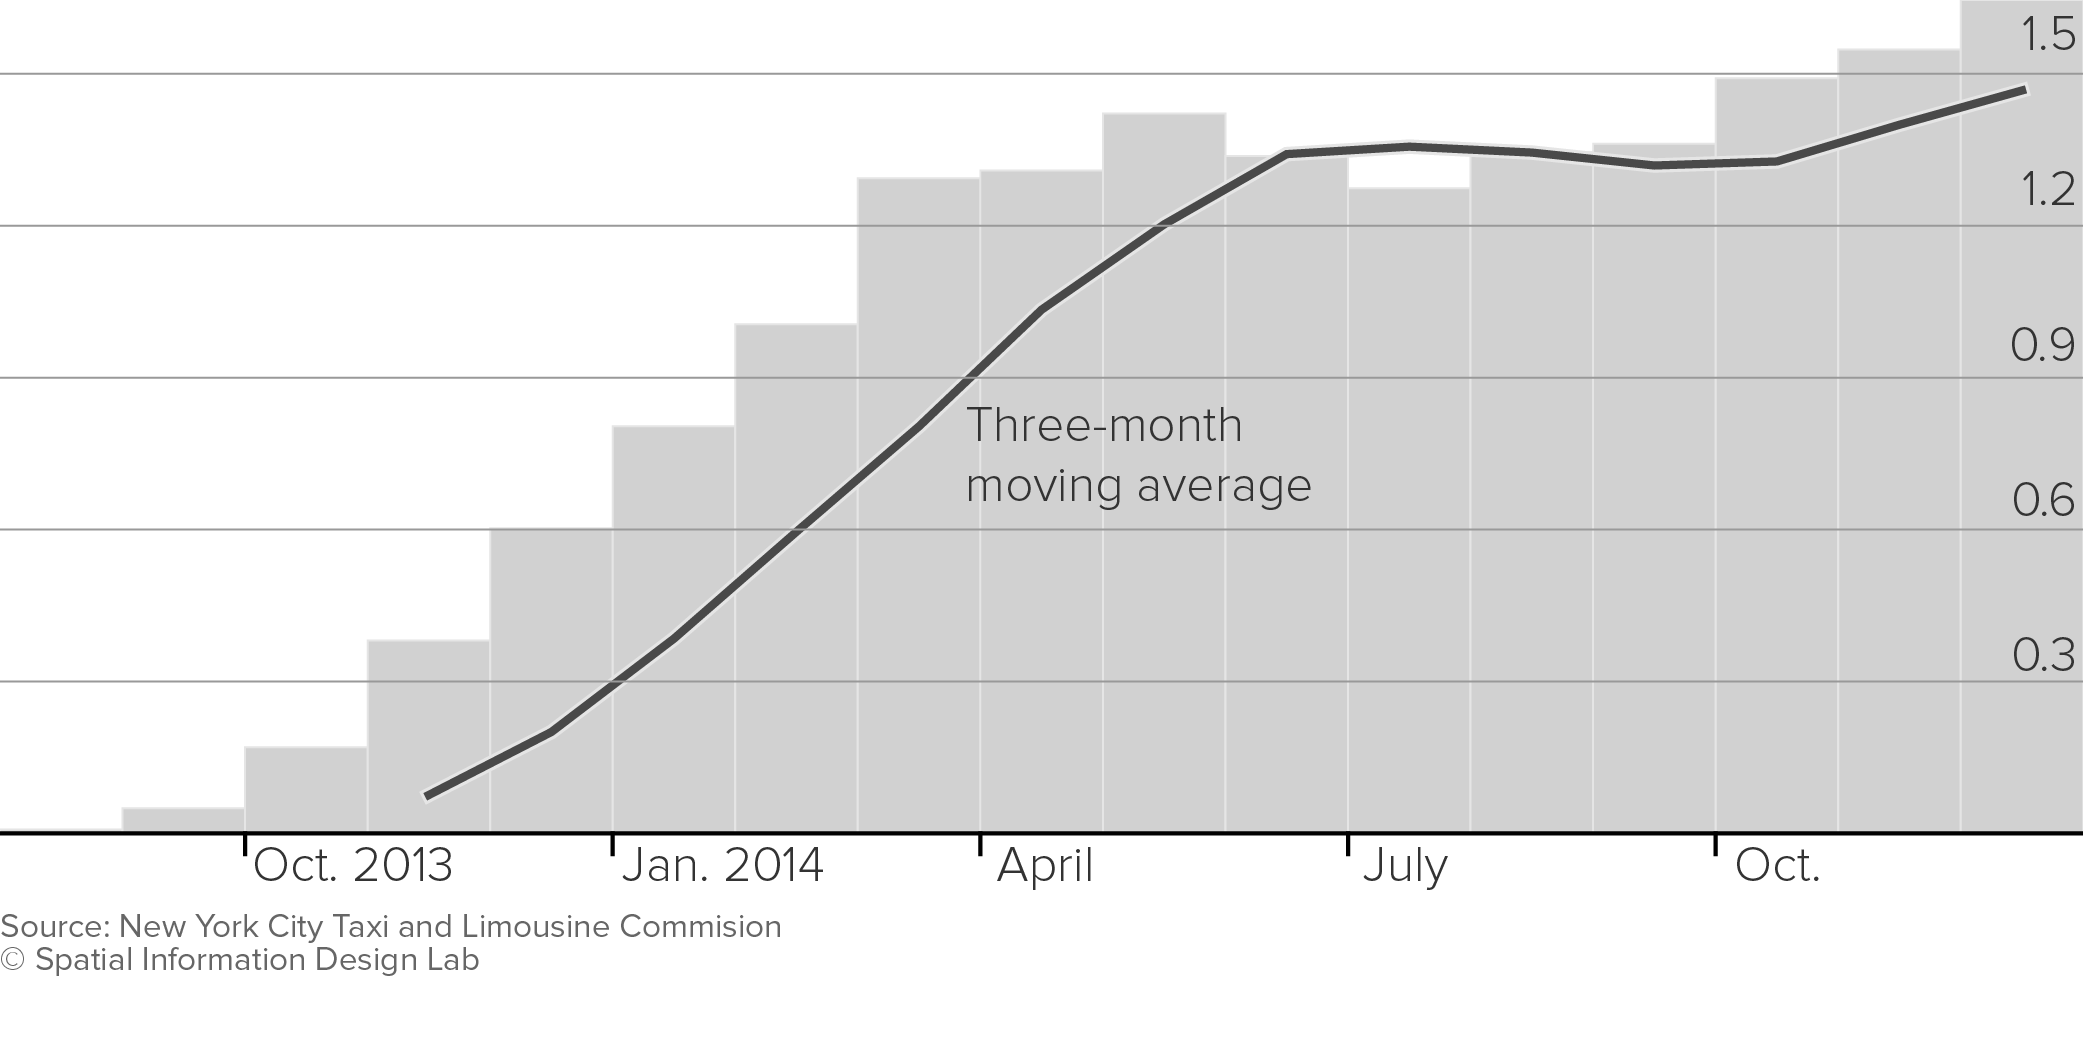 1.5
1.2
0.9
Three-month
moving average
0.6
0.3
Oct. 2013 Jan. 2014 April July Oct.
Source: New York City Taxi and Limousine Commision
© Spatial Information Design Lab